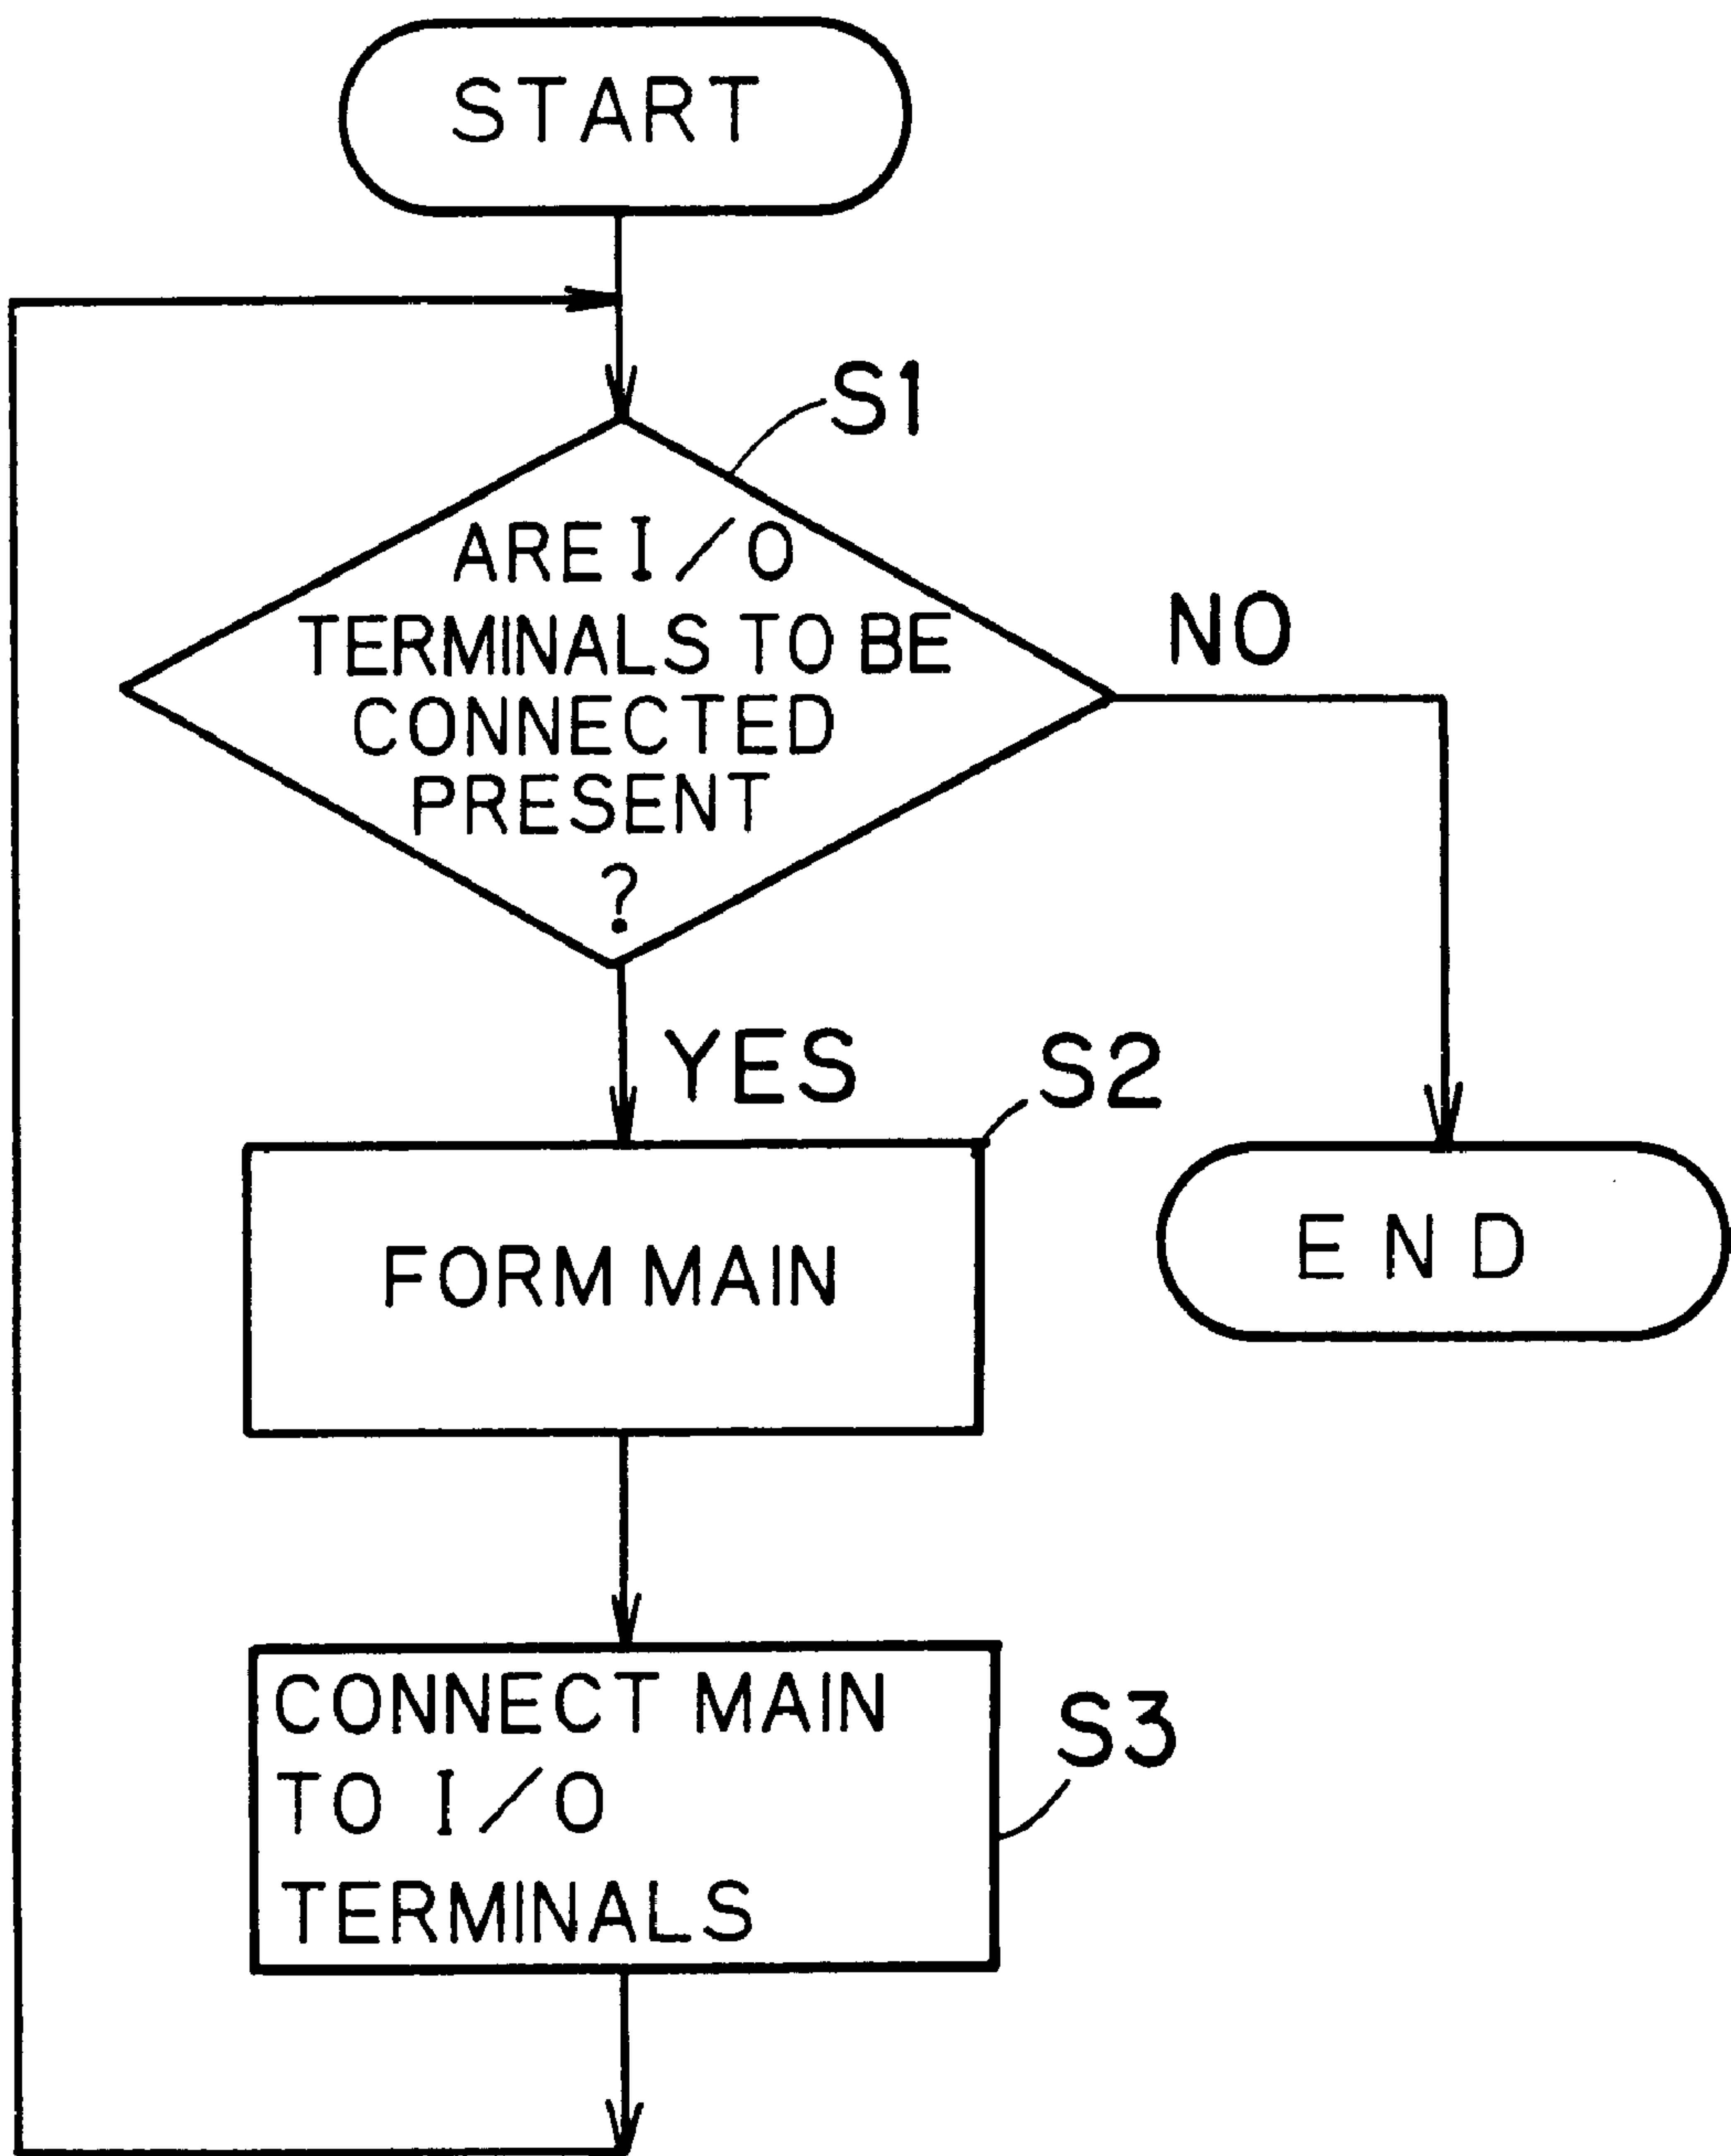 START
S1
ARE I/O
TERMINALS TO BE
CONNECTED
PRESENT
?
NO
YES
S2
FORM MAIN
END
CONNECT MAIN
TO I/O
TERMINALS
S3